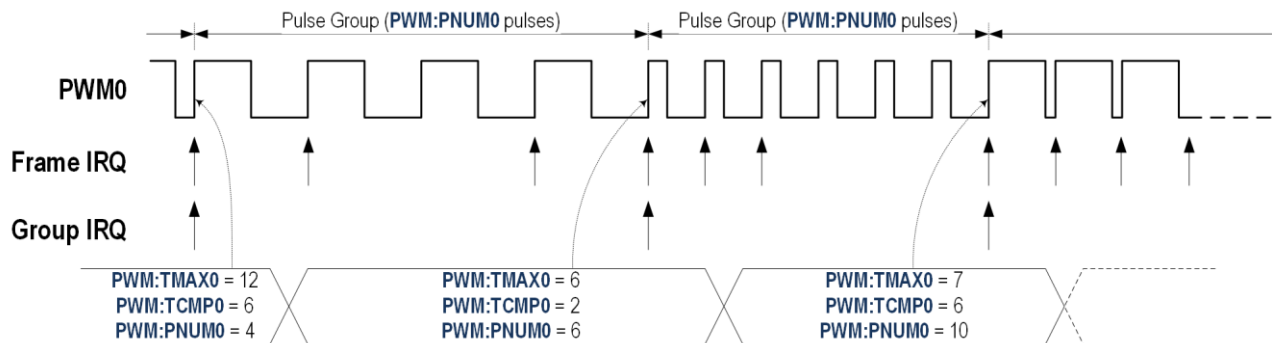 Pulse Group (PWM:PNUM0 pulses) Pulse Group (PWM:PNUM0 pulses)
PWM0
Frame IRQ
Group IRQ
PWM:TMAX0 = 12 PWM:TMAX0 = 6 PWM:TMAX0 = 7
PWM:TCMP0 = 6 PWM:TCMP0 = 2 PWM:TCMP0 = 6
PWM:PNUM0 = 4 PWM:PNUM0 = 6 PWM:PNUM0 = 10